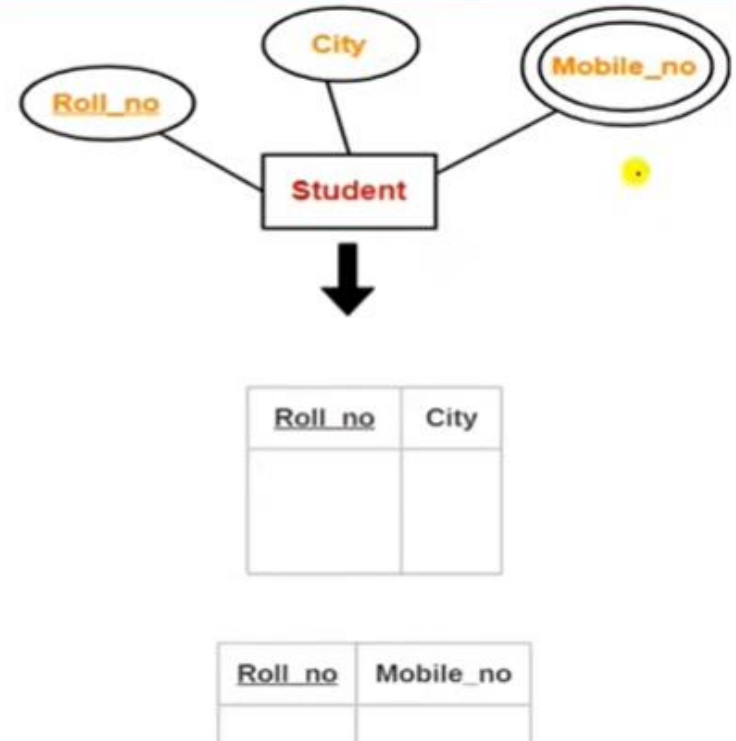 City
Mobile_no
Roll_no
Student
Roll_no City
Roll_no Mobile_no